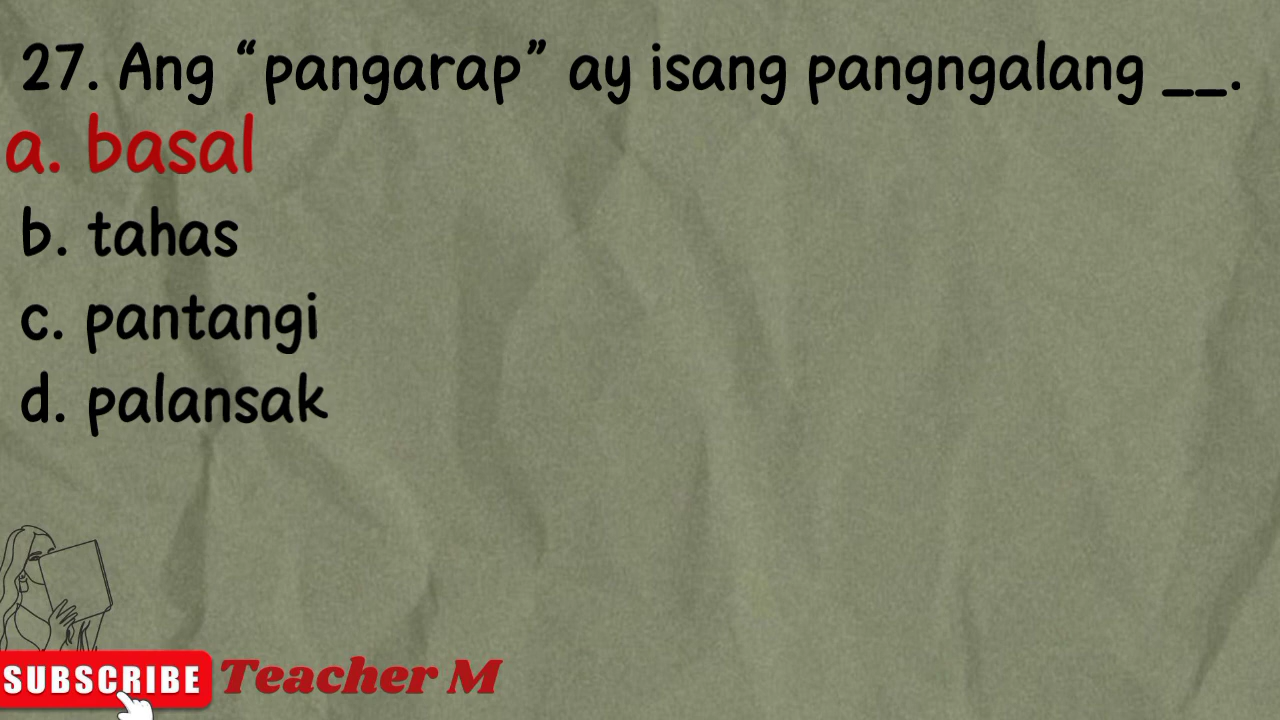 27. Ang “pangarap” ay isang pangngalang __.
a. basal
b. tahas
c. pantangi
d. palansak
SUBSCRIBE Teacher M